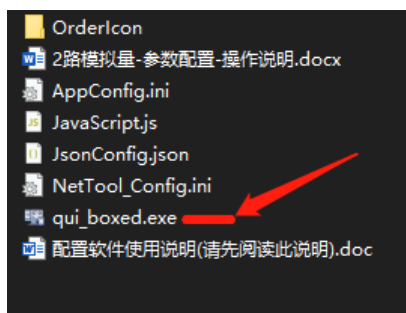 OrderIcon
2路模拟量-参数配置-操作说明.docx
AppConfig.ini
JavaScript.js
JsonConfig.json
NetTool_Config.ini
qui_boxed.exe
配置软件使用说明(请先阅读此说明).doc